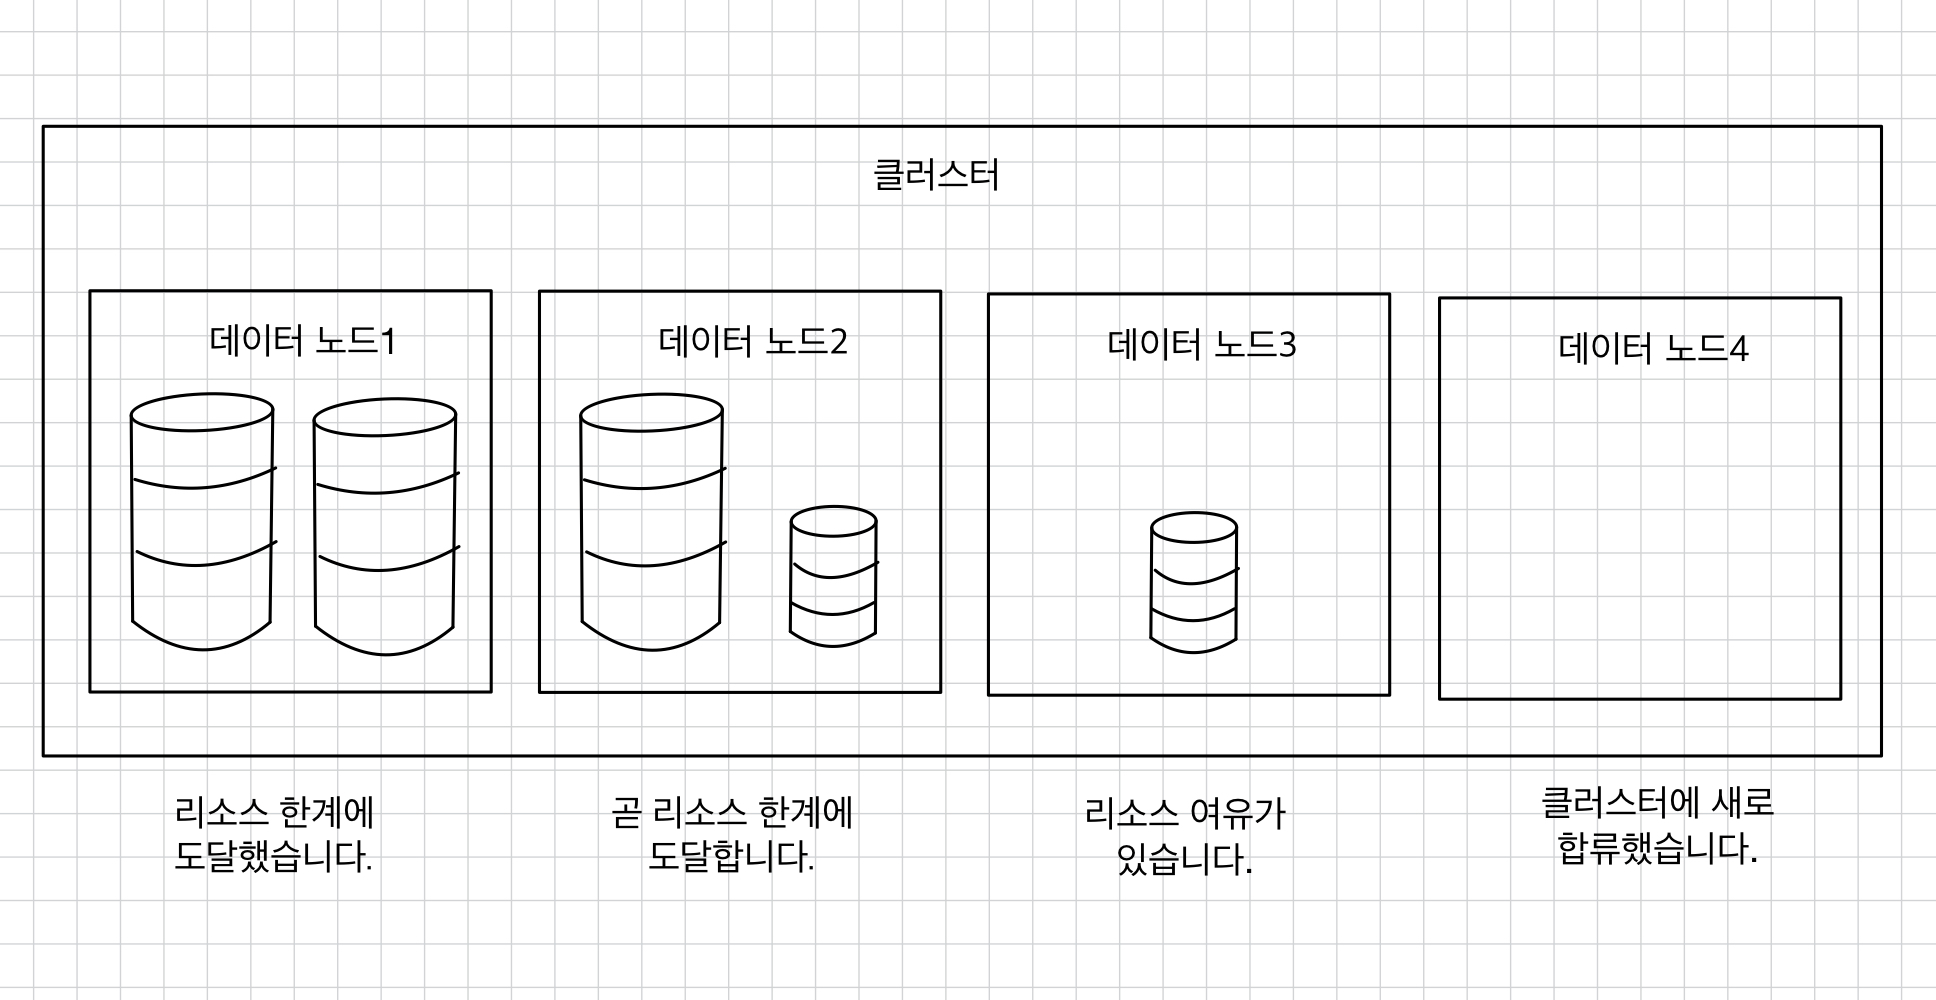 클러스터
데이터 노드1
데이터 노드2
데이터 노드3
데이터 노드4
리소스 한계에
도달했습니다.
곧 리소스 한계에
도달합니다.
리소스 여유가
있습니다.
클러스터에 새로
합류했습니다.